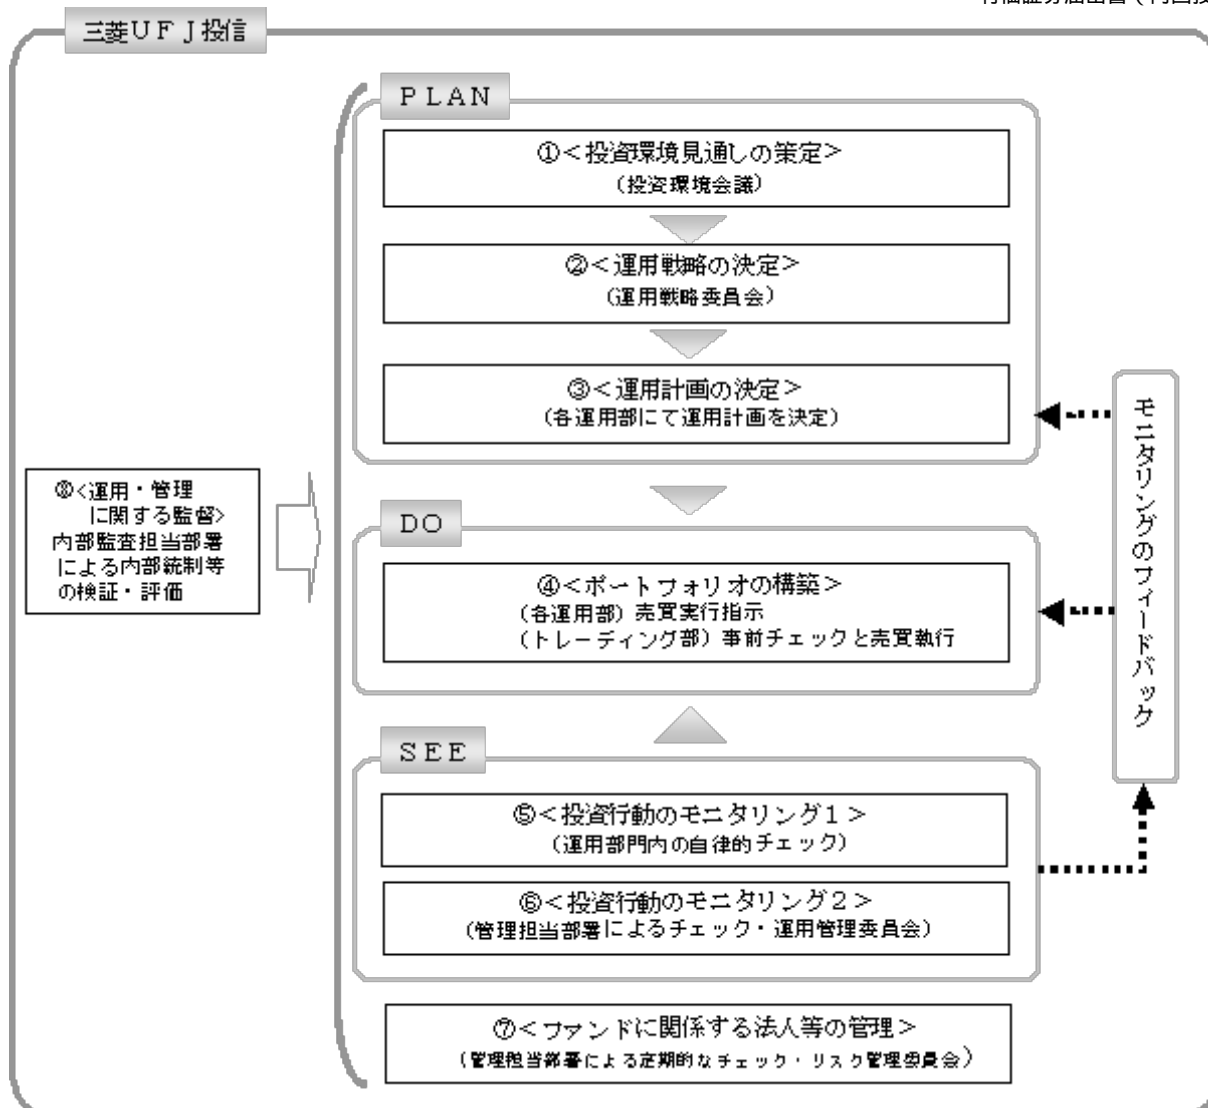 三菱ＵＦＪ投信
ＰＬＡＮ
①＜投資環境見通しの策定＞
（投資環境会議）
②＜運用戦略の決定＞
（運用戦略委員会）
③＜運用計画の決定＞
（各運用部にて運用計画を決定）
⑧＜運用・管理
に関する監督＞
内部監査担当部署
による内部統制等
の検証・評価
ＤＯ
④＜ポートフォリオの構築＞
（各運用部）売買実行指示
（トレーディング部）事前チェックと売買執行
モニタリングのフィードバック
ＳＥＥ
⑤＜投資行動のモニタリング１＞
（運用部門内の自律的チェック）
⑥＜投資行動のモニタリング２＞
（管理担当部署によるチェック・運用管理委員会）
⑦＜ファンドに関係する法人等の管理＞
（管理担当部署による定期的なチェック・リスク管理委員会）